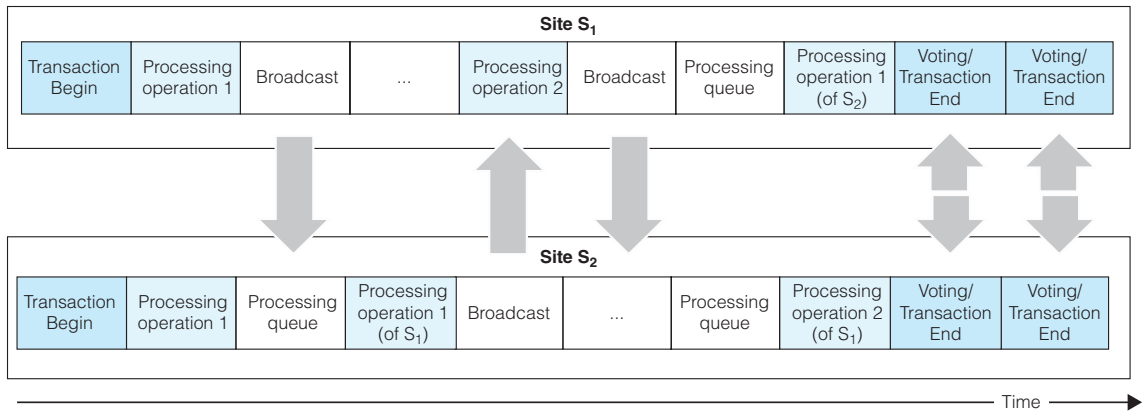 Site S₁
Transaction
Begin
Processing
operation 1
Broadcast
...
Processing
operation 2
Broadcast
Processing
queue
Processing
operation 1
(of S₂)
Voting/
Transaction
End
Voting/
Transaction
End
Site S₂
Transaction
Begin
Processing
operation 1
Processing
queue
Processing
operation 1
(of S₁)
Broadcast
...
Processing
queue
Processing
operation 2
(of S₁)
Voting/
Transaction
End
Voting/
Transaction
End
Time